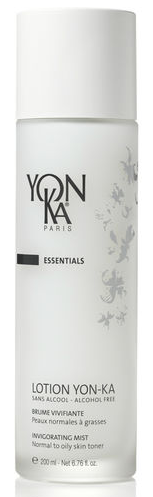 YON
KA
PARIS
ESSENTIALS
LOTION YON-KA
SANS ALCOOL - ALCOHOL FREE
BRUME VIVIFIANTE
Peaux normales à grasses
INVIGORATING MIST
Normal to oily skin toner
℮ 200 ml - Net 6.76 fl. oz